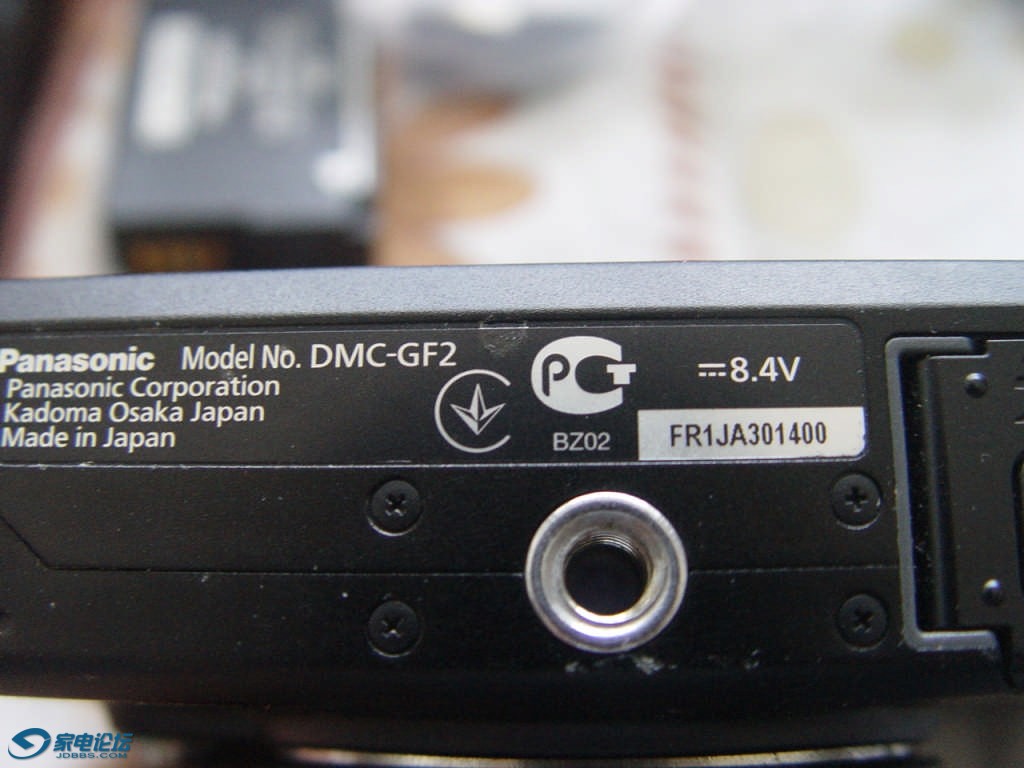 Panasonic Model No. DMC-GF2
Panasonic Corporation
Kadoma Osaka Japan
Made in Japan
PCT
BZ02
8.4V
FR1JA301400
家电论坛
JDBBS.COM